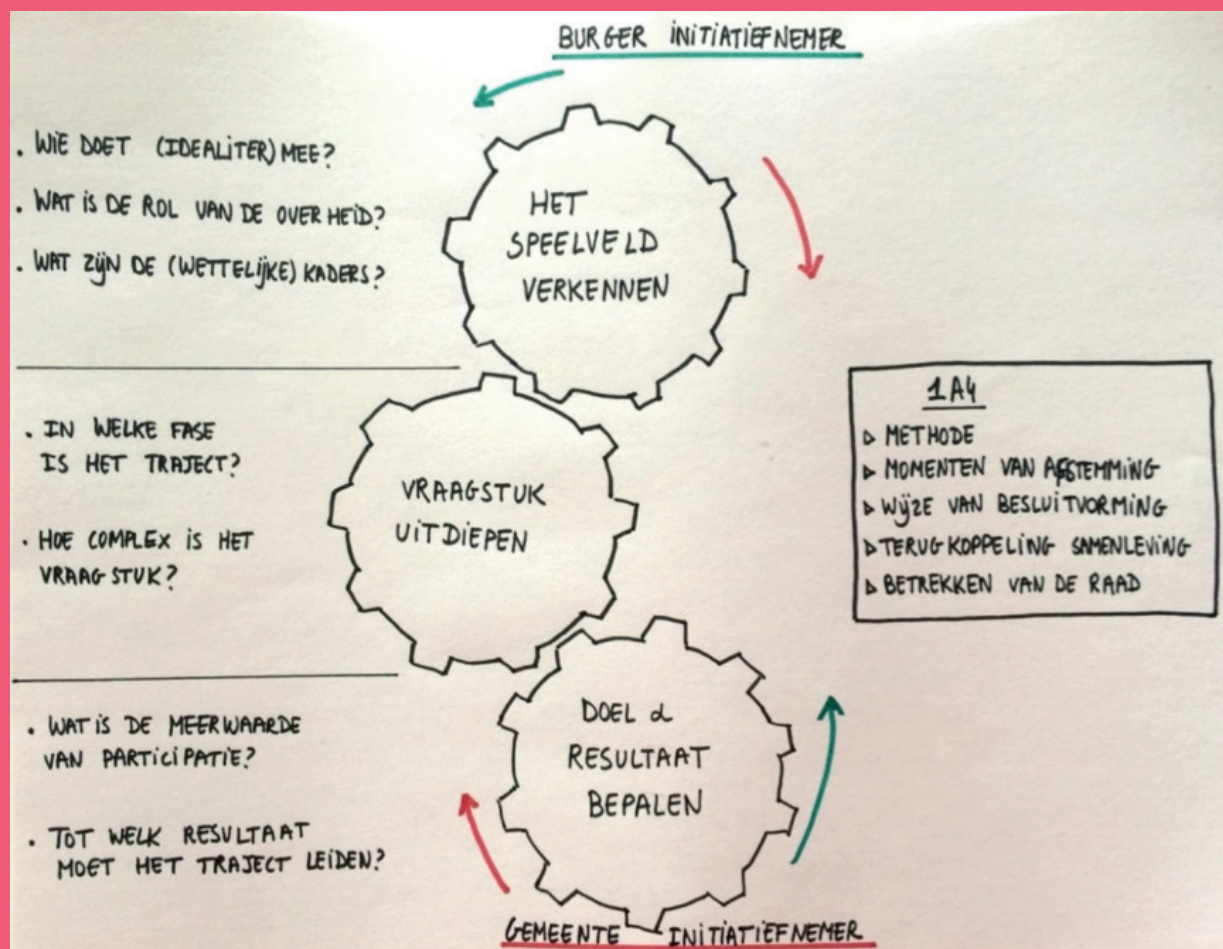 BURGER INITIATIEFNEMER
. WIE DOET (IDEALITER) MEE?
. WAT IS DE ROL VAN DE OVERHEID?
. WAT ZIJN DE (WETTELIJKE) KADERS?
HET
SPEELVELD
VERKENNEN
. IN WELKE FASE
IS HET TRAJECT?
. HOE COMPLEX IS HET
VRAAGSTUK?
VRAAGSTUK
UITDIEPEN
1A4
▷ METHODE
▷ MOMENTEN VAN AFSTEMMING
▷ WIJZE VAN BESLUITVORMING
▷ TERUGKOPPELING SAMENLEVING
▷ BETREKKEN VAN DE RAAD
. WAT IS DE MEERWAARDE
VAN PARTICIPATIE?
. TOT WELK RESULTAAT
MOET HET TRAJECT LEIDEN?
DOEL &
RESULTAAT
BEPALEN
GEMEENTE INITIATIEFNEMER